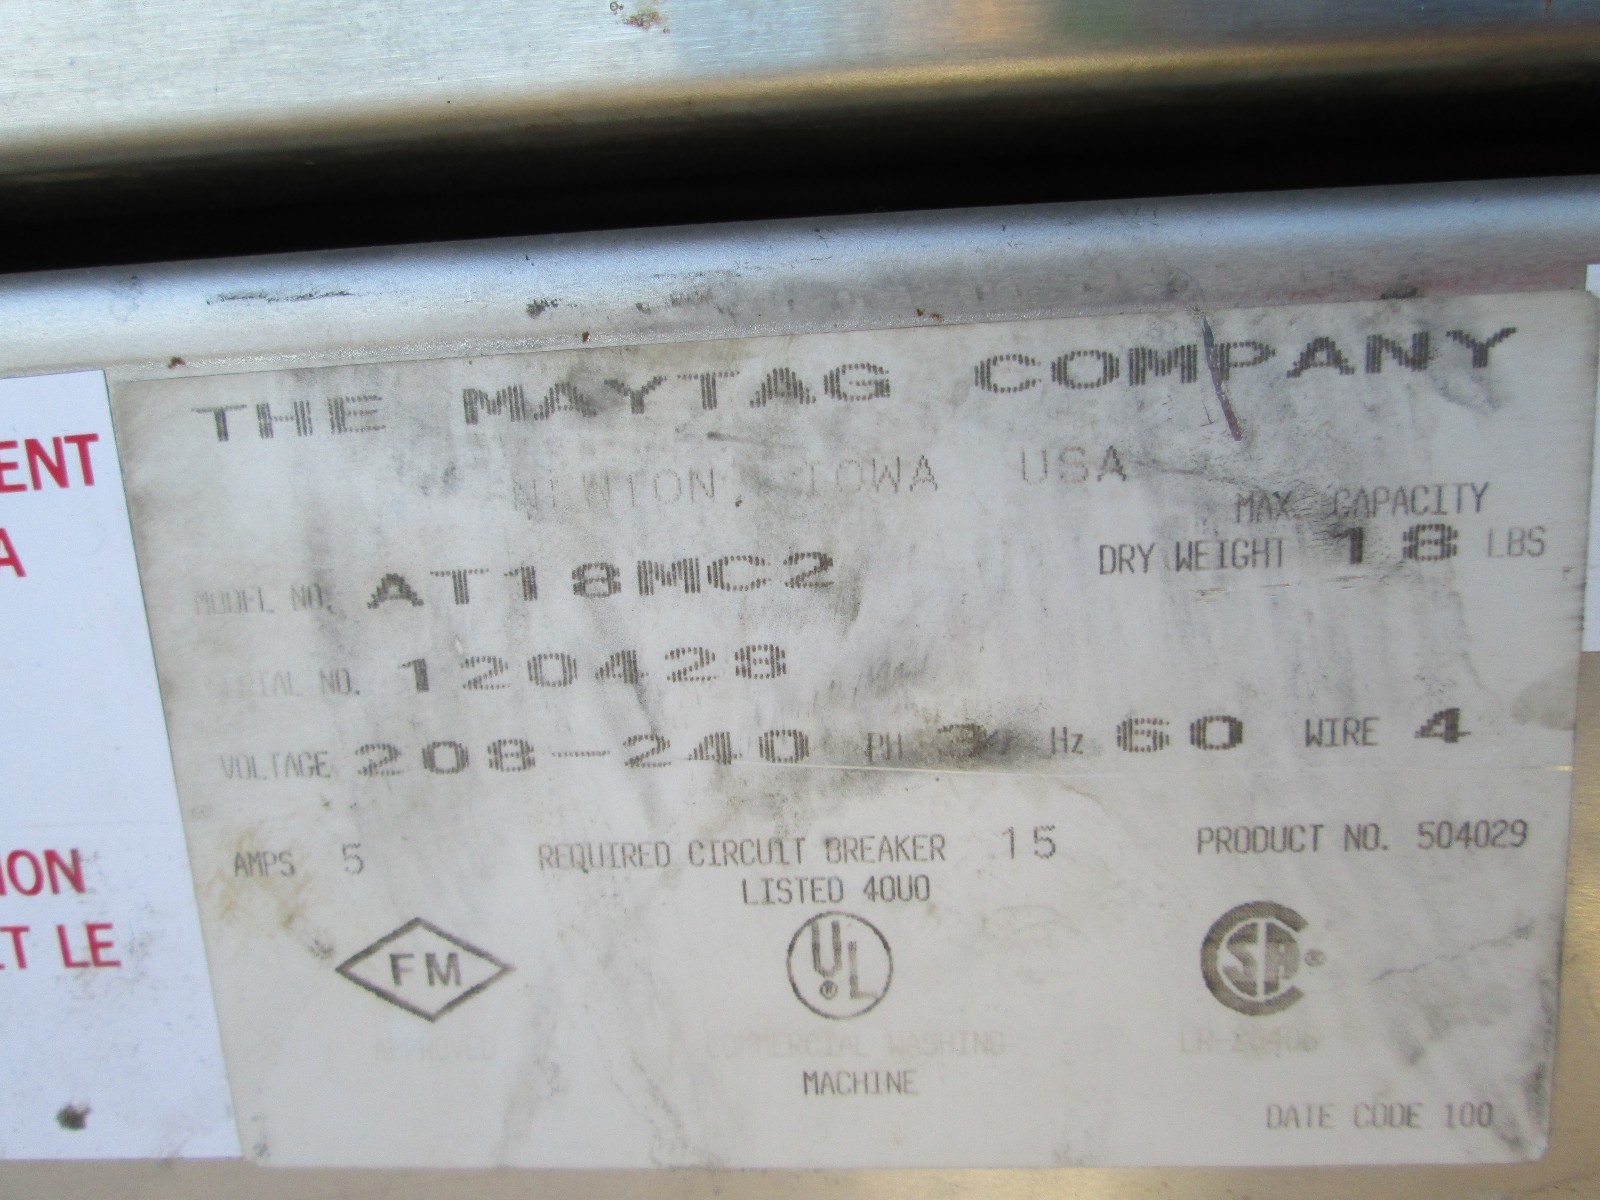 THE MAYTAG COMPANY
NEWTON, IOWA USA
MAX. CAPACITY
MODEL NO. AT18MC2 DRY WEIGHT 18 LBS
SERIAL NO. 120428
VOLTAGE 208-240 PH 3 Hz 60 WIRE 4
AMPS 5 REQUIRED CIRCUIT BREAKER 15 PRODUCT NO. 504029
LISTED 40U0
FM UL ® CSA ®
APPROVED COMMERCIAL WASHING
MACHINE
DATE CODE 100
ENT
A
ION
ET LE